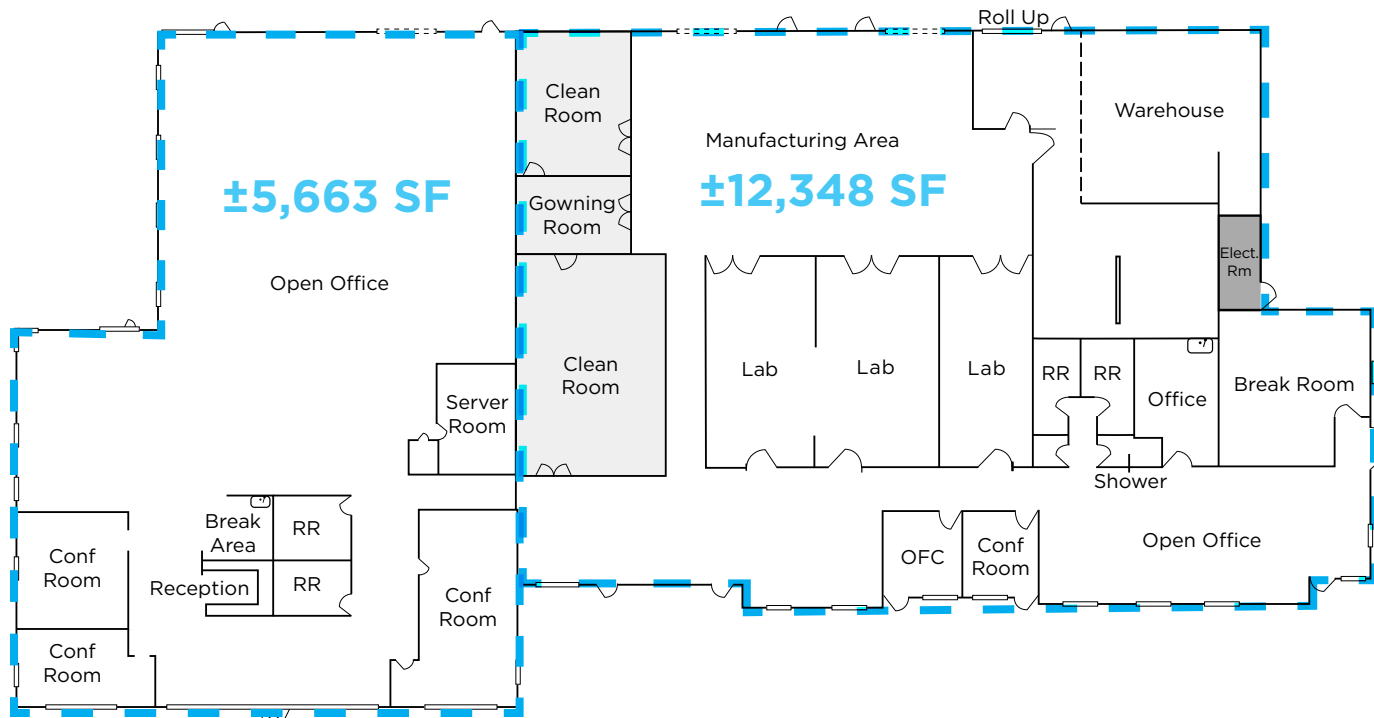 Roll Up
Clean
Room
Warehouse
Manufacturing Area
±5,663 SF
±12,348 SF
Gowning
Room
Elect.
Rm
Open Office
Clean
Room
Lab
Lab
Lab
RR
RR
Office
Break Room
Server
Room
Shower
Break
Area
RR
Conf
Room
OFC
Conf
Room
Open Office
Reception
RR
Conf
Room
Conf
Room